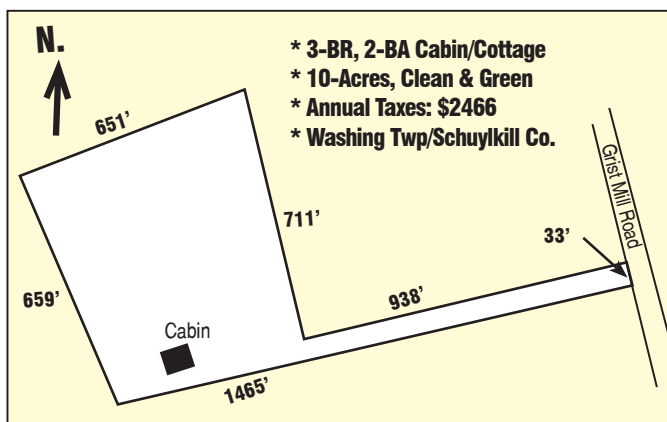 N.
* 3-BR, 2-BA Cabin/Cottage
* 10-Acres, Clean & Green
* Annual Taxes: $2466
* Washing Twp/Schuylkill Co.
651’
711’
Grist Mill Road
33’
659’
938’
Cabin
1465’